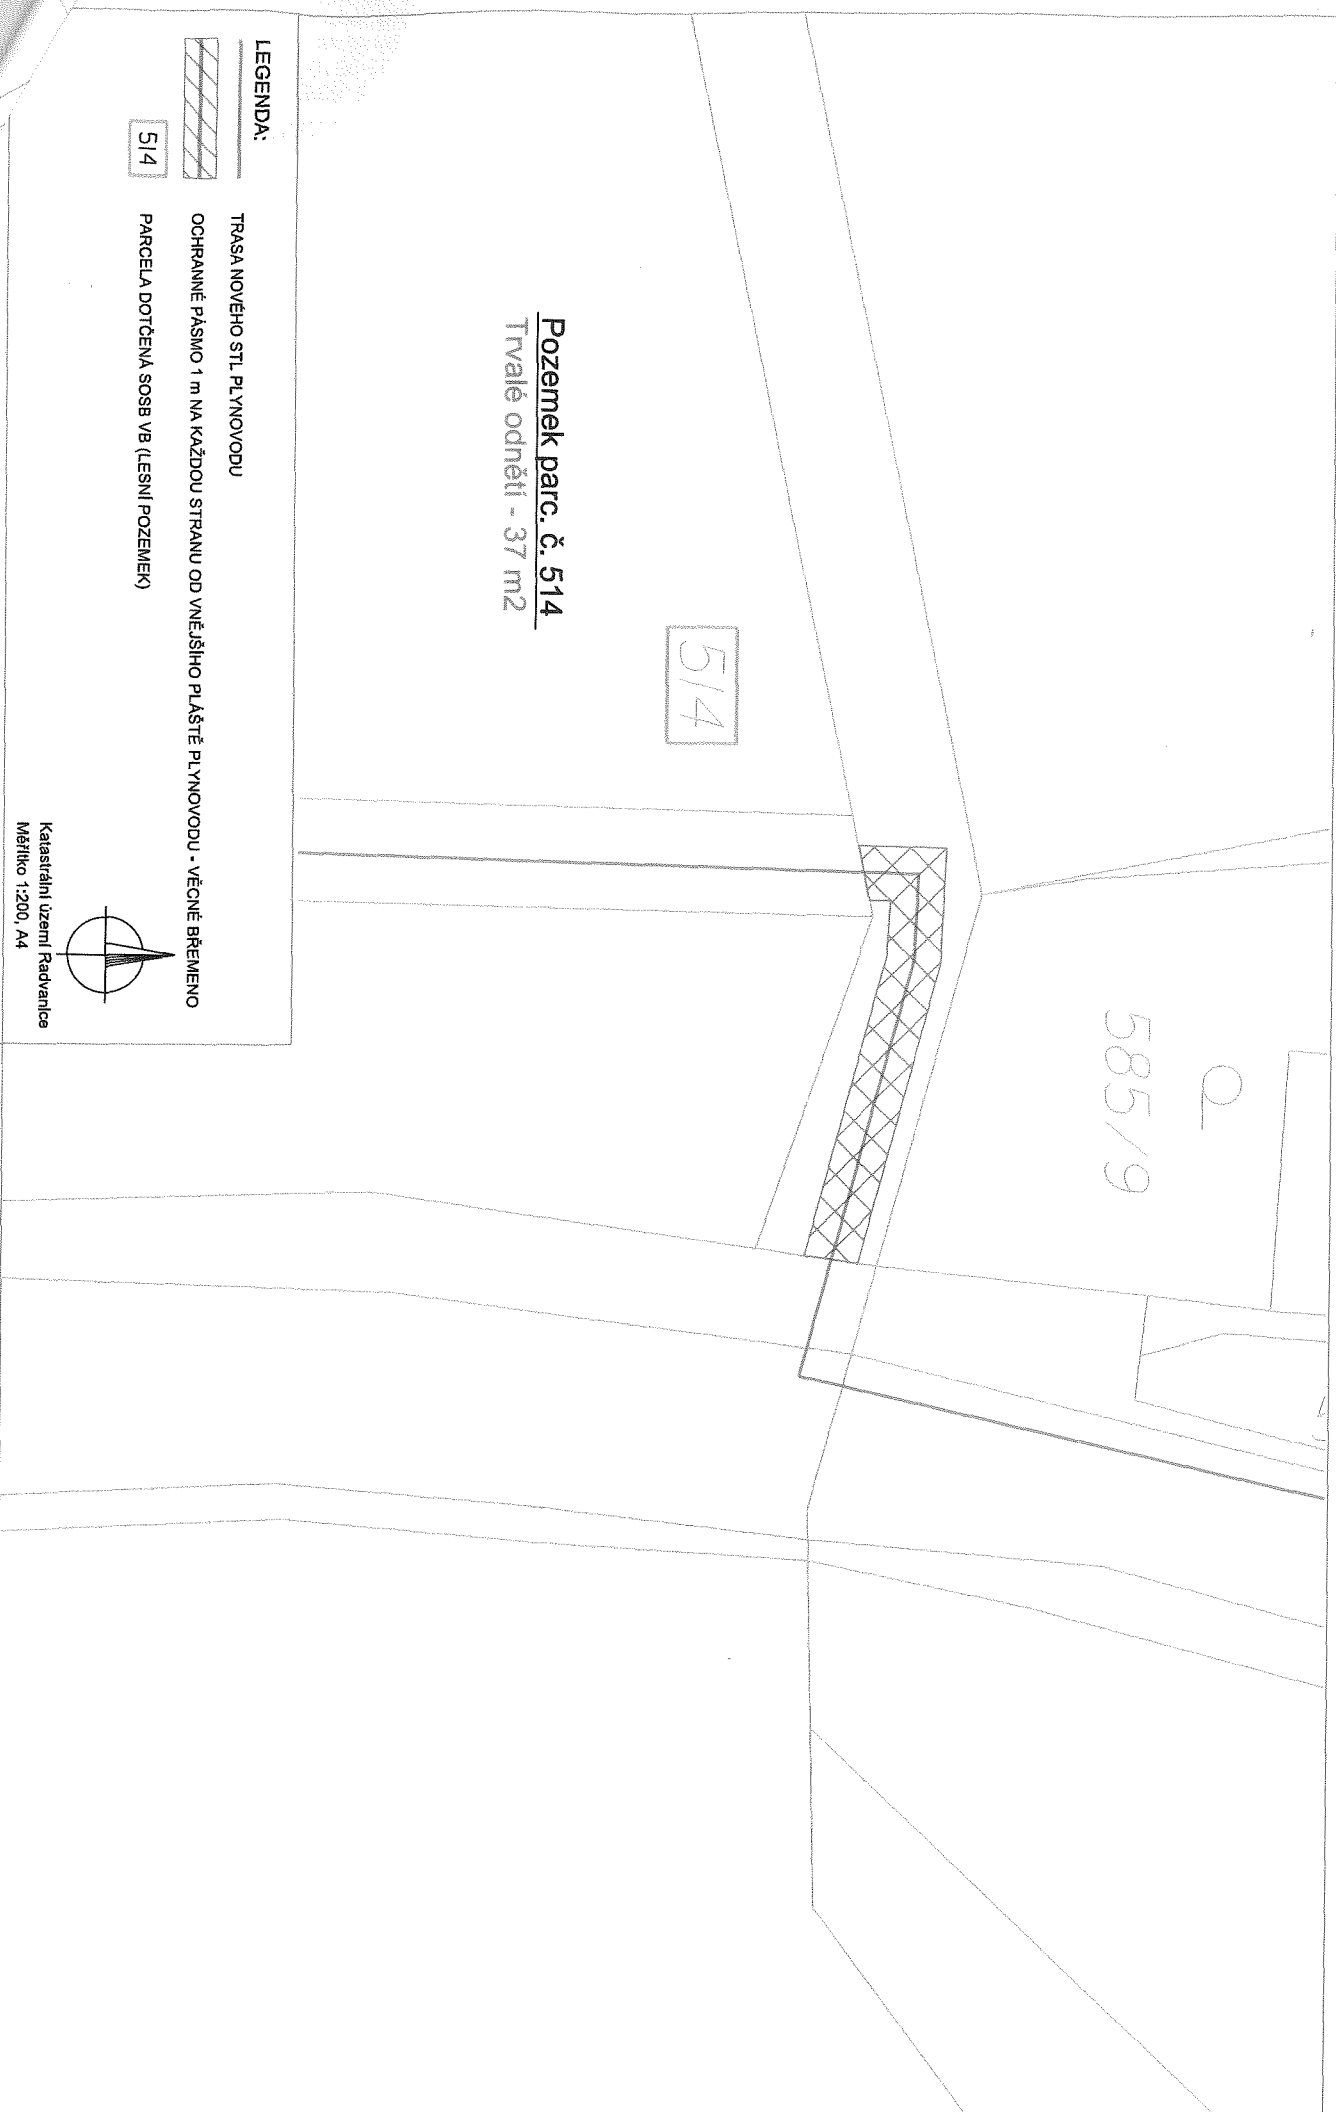 585/9
514
Pozemek parc. č. 514
Trvalé odnětí - 37 m2
LEGENDA:
TRASA NOVÉHO STL PLYNOVODU
OCHRANNÉ PÁSMO 1 m NA KAŽDOU STRANU OD VNĚJŠÍHO PLÁŠTĚ PLYNOVODU - VĚCNÉ BŘEMENO
514 PARCELA DOTČENÁ SOSB VB (LESNÍ POZEMEK)
Katastrální území Radvanice
Měřítko 1:200, A4